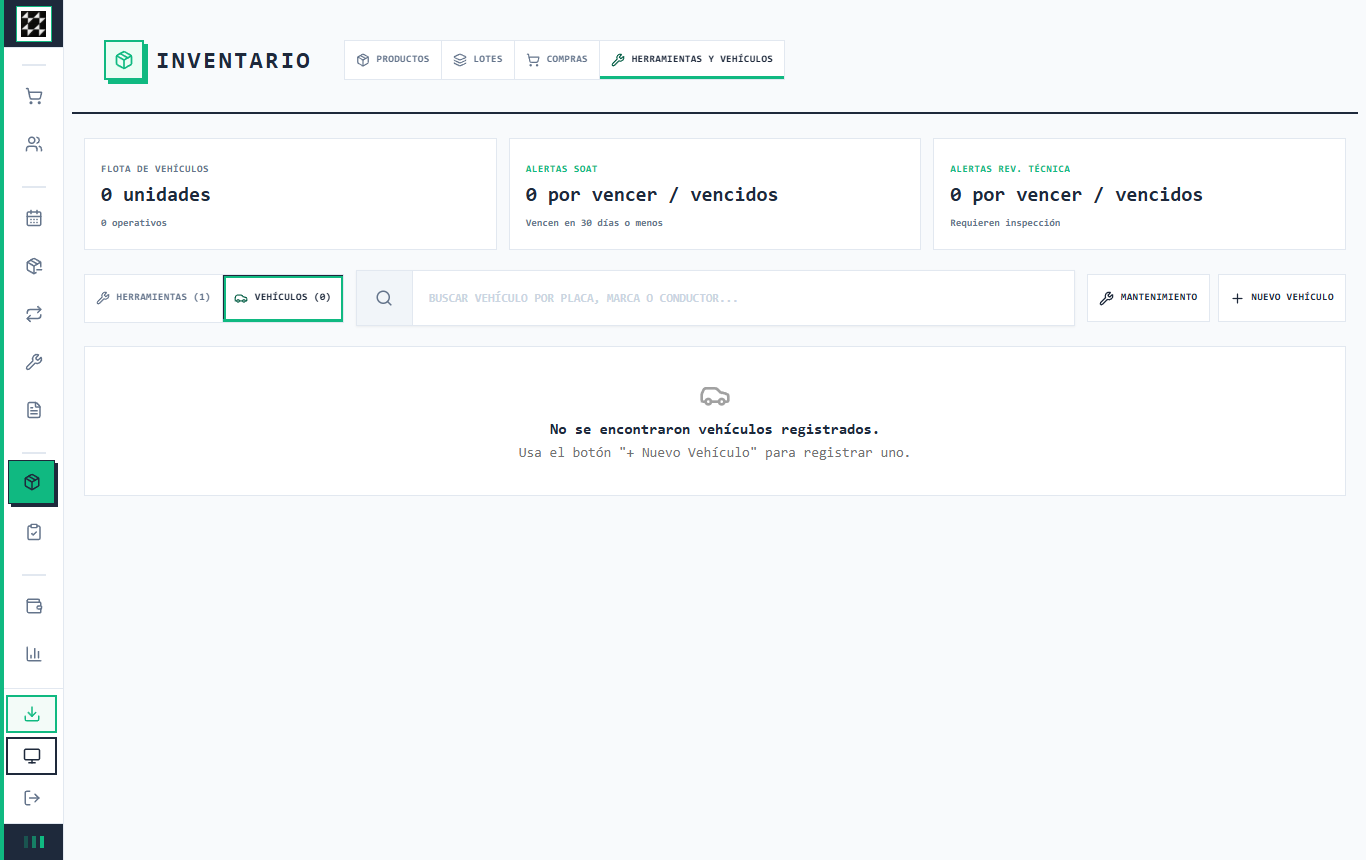 INVENTARIO
PRODUCTOS
LOTES
COMPRAS
HERRAMIENTAS Y VEHÍCULOS
FLOTA DE VEHÍCULOS
0 unidades
0 operativos
ALERTAS SOAT
0 por vencer / vencidos
Vencen en 30 días o menos
ALERTAS REV. TÉCNICA
0 por vencer / vencidos
Requieren inspección
HERRAMIENTAS (1)
VEHÍCULOS (0)
BUSCAR VEHÍCULO POR PLACA, MARCA O CONDUCTOR...
MANTENIMIENTO
NUEVO VEHÍCULO
No se encontraron vehículos registrados.
Usa el botón "+ Nuevo Vehículo" para registrar uno.